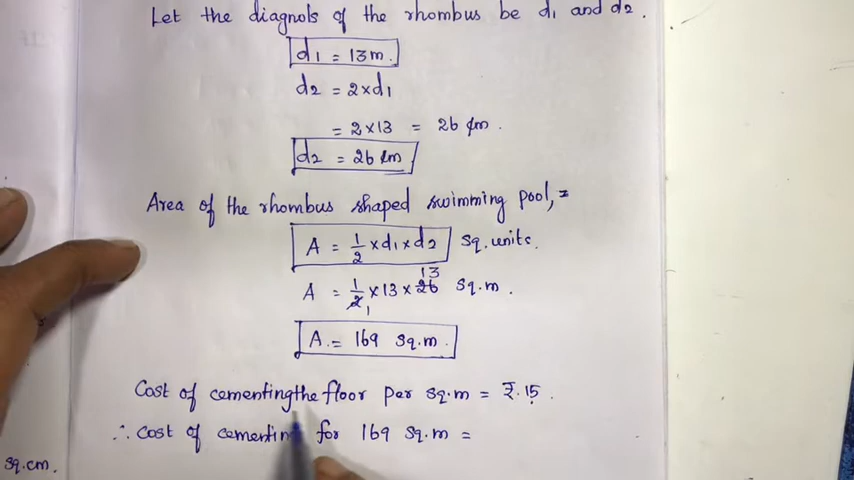 Let the diagnols of the rhombus be d1 and d2.
d1 = 13m.
d2 = 2×d1
= 2×13 = 26 m.
d2 = 26 m
Area of the rhombus shaped swimming pool, =
A = 1/2 × d1 × d2 sq. units.
13
A = 1/2 × 13 × 26 sq.m.
1
A. = 169 sq.m.
Cost of cementing the floor per sq.m = ₹.15.
∴ Cost of cementing for 169 sq.m =
sq.cm.